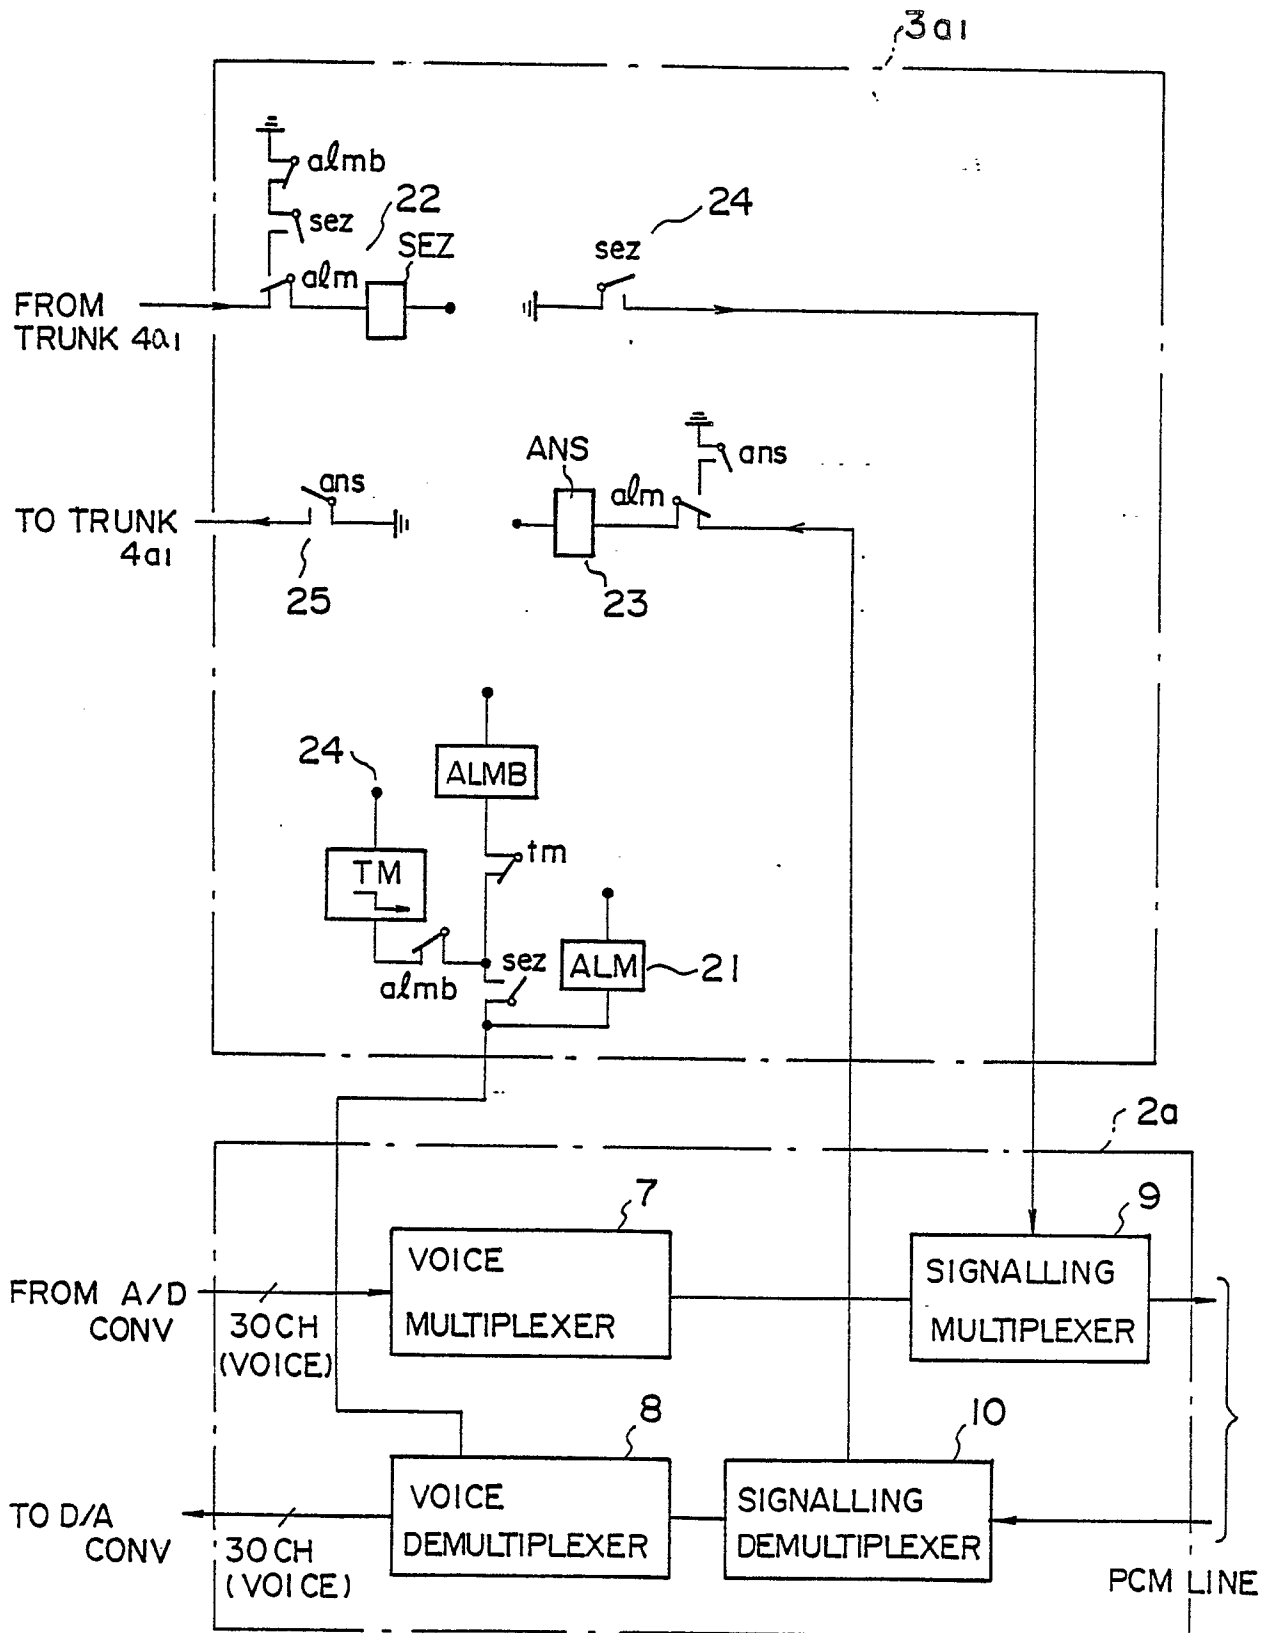 3a1
almb
sez
22
SEZ
alm
24
sez
FROM
TRUNK 4a1
ANS
ans
alm
ans
TO TRUNK
4a1
25
23
24
ALMB
TM
tm
almb
sez
ALM
21
2a
7
9
VOICE
MULTIPLEXER
SIGNALLING
MULTIPLEXER
FROM A/D
CONV
30CH
(VOICE)
8
10
VOICE
DEMULTIPLEXER
SIGNALLING
DEMULTIPLEXER
TO D/A
CONV
30CH
(VOICE)
PCM LINE